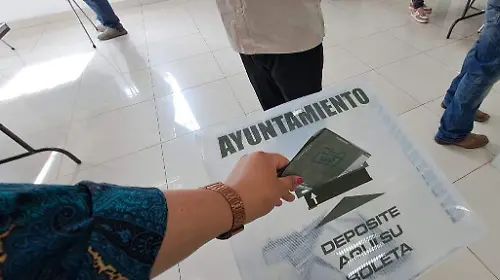 AYUNTAMIENTO
DEPOSITE
AQUÍ SU
BOLETA